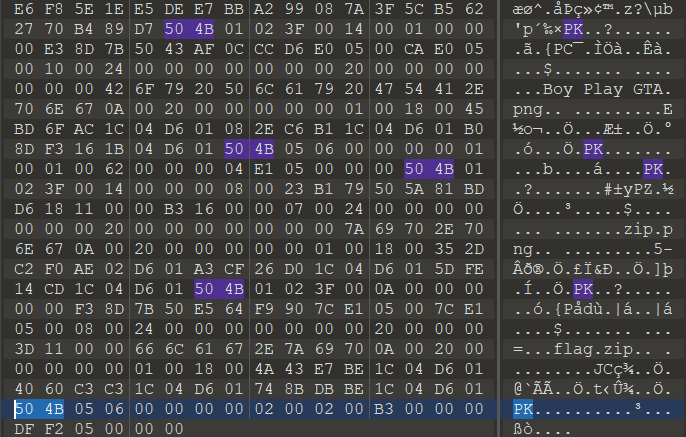 E6 F8 5E 1E E5 DE E7 BB A2 99 08 7A 3F 5C B5 62 æø^.åÞç»¢™.z?\µb
27 70 B4 89 D7 50 4B 01 02 3F 00 14 00 01 00 00 'p´‰×PK..?......
00 E3 8D 7B 50 43 AF 0C CC D6 E0 05 00 CA E0 05 .ã.{PC¯.ÌÖà..Êà.
00 10 00 24 00 00 00 00 00 00 00 20 00 00 00 00 ...$....... ....
00 00 00 42 6F 79 20 50 6C 61 79 20 47 54 41 2E ...Boy Play GTA.
70 6E 67 0A 00 20 00 00 00 00 00 01 00 18 00 45 png.. .........E
BD 6F AC 1C 04 D6 01 08 2E C6 B1 1C 04 D6 01 B0 ½o¬..Ö...Æ±..Ö.°
8D F3 16 1B 04 D6 01 50 4B 05 06 00 00 00 00 01 .ó...Ö.PK.......
00 01 00 62 00 00 00 04 E1 05 00 00 00 50 4B 01 ...b....á....PK.
02 3F 00 14 00 00 00 08 00 23 B1 79 50 5A 81 BD .?.......#±yPZ.½
D6 18 11 00 00 B3 16 00 00 07 00 24 00 00 00 00 Ö....³.....$....
00 00 00 20 00 00 00 00 00 00 00 7A 69 70 2E 70 ... .......zip.p
6E 67 0A 00 20 00 00 00 00 00 01 00 18 00 35 2D ng.. .........5-
C2 F0 AE 02 D6 01 A3 CF 26 D0 1C 04 D6 01 5D FE Âð®.Ö.£Ï&Ð..Ö.]þ
14 CD 1C 04 D6 01 50 4B 01 02 3F 00 0A 00 00 00 .Í..Ö.PK..?.....
00 00 F3 8D 7B 50 E5 64 F9 90 7C E1 05 00 7C E1 ..ó.{Pådù.|á..|á
05 00 08 00 24 00 00 00 00 00 00 00 20 00 00 00 ....$....... ...
3D 11 00 00 66 6C 61 67 2E 7A 69 70 0A 00 20 00 =...flag.zip.. .
00 00 00 00 01 00 18 00 4A 43 E7 BE 1C 04 D6 01 ........JCç¾..Ö.
40 60 C3 C3 1C 04 D6 01 74 8B DB BE 1C 04 D6 01 @`ÃÃ..Ö.t‹Û¾..Ö.
50 4B 05 06 00 00 00 00 02 00 02 00 B3 00 00 00 PK..........³...
DF F2 05 00 00 00 ßò....